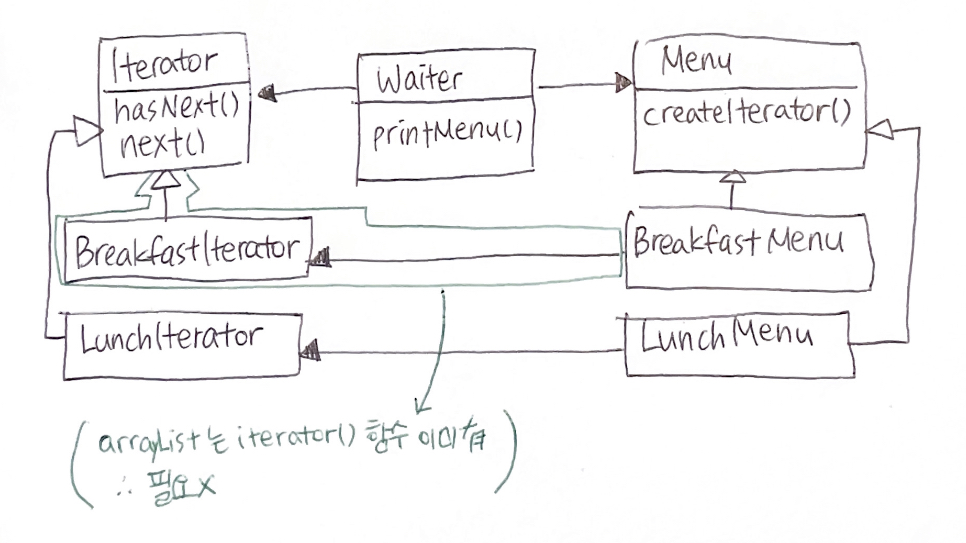 Iterator
hasNext()
next()
Waiter
printMenu()
Menu
createIterator()
BreakfastIterator
BreakfastMenu
LunchIterator
LunchMenu
(arrayList는 iterator() 함수 이미 有
∴ 필요X)